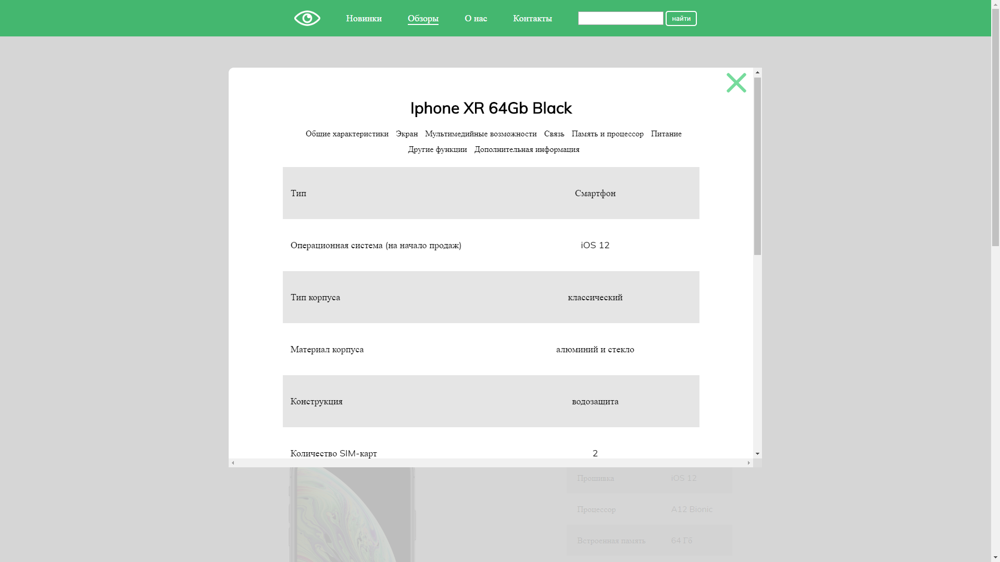 Новинки Обзоры О нас Контакты найти
Iphone XR 64Gb Black
Общие характеристики Экран Мультимедийные возможности Связь Память и процессор Питание
Другие функции Дополнительная информация
Тип Смартфон
Операционная система (на начало продаж) iOS 12
Тип корпуса классический
Материал корпуса алюминий и стекло
Конструкция водозащита
Количество SIM-карт 2
Прошивка iOS 12
Процессор A12 Bionic
Встроенная память 64 Гб